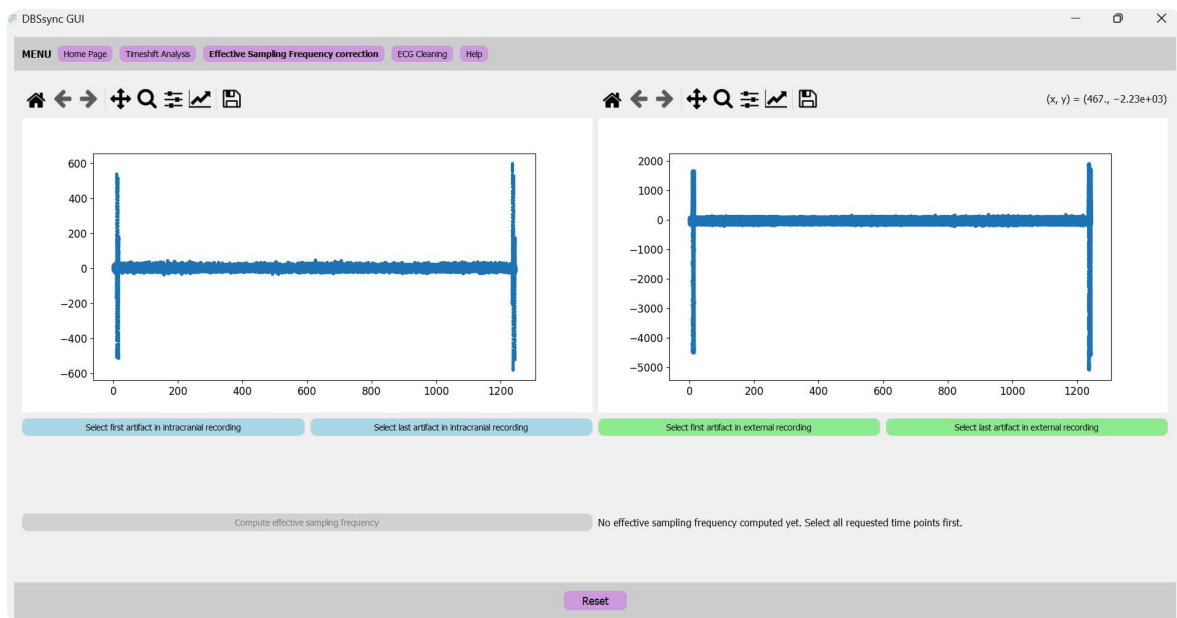 DBSsync GUI
MENU Home Page Timeshift Analysis Effective Sampling Frequency correction ECG Cleaning Help
(x, y) = (467., −2.23e+03)
600
400
200
0
−200
−400
−600
0 200 400 600 800 1000 1200
2000
1000
0
−1000
−2000
−3000
−4000
−5000
0 200 400 600 800 1000 1200
Select first artifact in intracranial recording Select last artifact in intracranial recording Select first artifact in external recording Select last artifact in external recording
Compute effective sampling frequency No effective sampling frequency computed yet. Select all requested time points first.
Reset